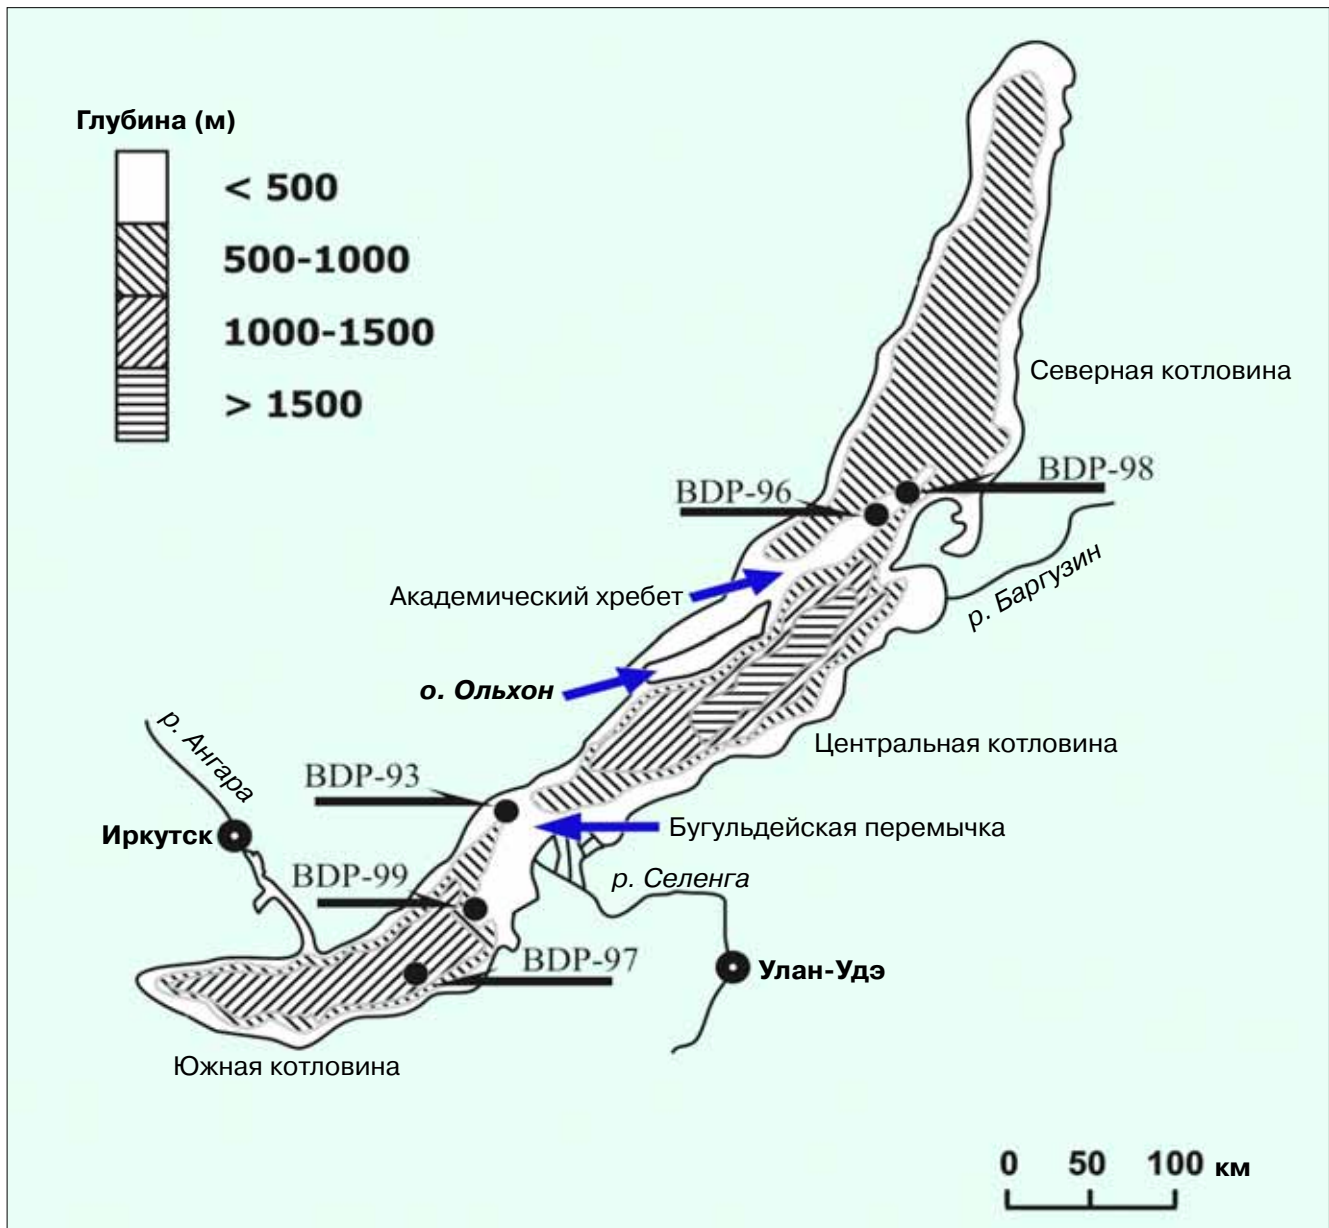 Глубина (м)
< 500
500-1000
1000-1500
> 1500
Северная котловина
BDP-98
BDP-96
р. Баргузин
Академический хребет
о. Ольхон
р. Ангара
Центральная котловина
BDP-93
Иркутск
Бугульдейская перемычка
BDP-99
р. Селенга
BDP-97
Улан-Удэ
Южная котловина
0 50 100 км